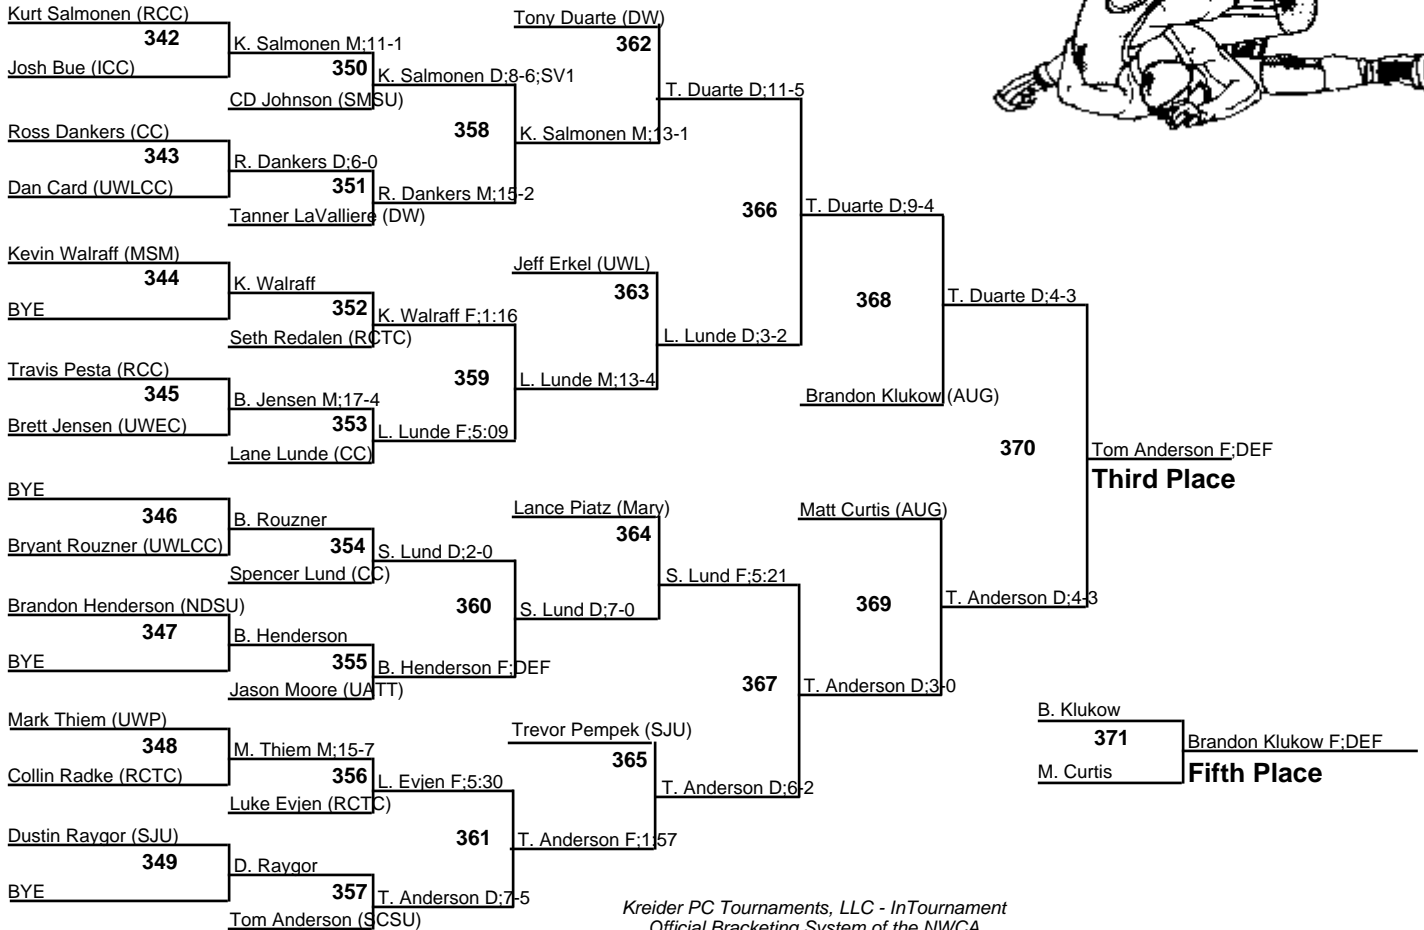 Kurt Salmonen (RCC)
342
Josh Bue (ICC)
K. Salmonen M;11-1
350
CD Johnson (SMSU)
K. Salmonen D;8-6;SV1
Ross Dankers (CC)
343
Dan Card (UWLCC)
R. Dankers D;6-0
351
Tanner LaValliere (DW)
R. Dankers M;15-2
358
K. Salmonen M;13-1
Tony Duarte (DW)
362
T. Duarte D;11-5
Kevin Walraff (MSM)
344
BYE
K. Walraff
352
Seth Redalen (RCTC)
K. Walraff F;1:16
Travis Pesta (RCC)
345
Brett Jensen (UWEC)
B. Jensen M;17-4
353
Lane Lunde (CC)
L. Lunde F;5:09
359
L. Lunde M;13-4
Jeff Erkel (UWL)
363
L. Lunde D;3-2
366
T. Duarte D;9-4
368
Brandon Klukow (AUG)
T. Duarte D;4-3
BYE
346
Bryant Rouzner (UWLCC)
B. Rouzner
354
Spencer Lund (CC)
S. Lund D;2-0
Brandon Henderson (NDSU)
347
BYE
B. Henderson
355
Jason Moore (UATT)
B. Henderson F;DEF
360
S. Lund D;7-0
Lance Piatz (Mary)
364
S. Lund F;5:21
Mark Thiem (UWP)
348
Collin Radke (RCTC)
M. Thiem M;15-7
356
Luke Evjen (RCTC)
L. Evjen F;5:30
Dustin Raygor (SJU)
349
BYE
D. Raygor
357
Tom Anderson (SCSU)
T. Anderson D;7-5
361
T. Anderson F;1:57
Trevor Pempek (SJU)
365
T. Anderson D;6-2
367
T. Anderson D;3-0
Matt Curtis (AUG)
369
T. Anderson D;4-3
370
Tom Anderson F;DEF
Third Place
B. Klukow
371
M. Curtis
Brandon Klukow F;DEF
Fifth Place
Kreider PC Tournaments, LLC - InTournament
Official Bracketing System of the NWCA